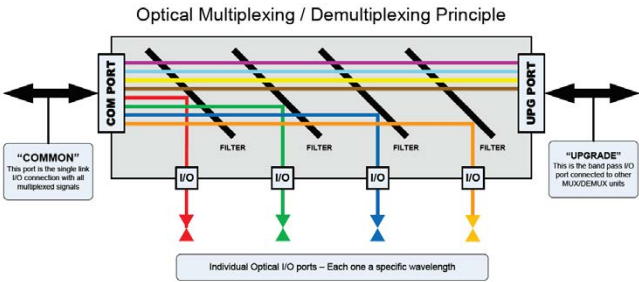 Optical Multiplexing / Demultiplexing Principle
COM PORT
UPG PORT
FILTER
FILTER
FILTER
FILTER
"COMMON"
This port is the single link
I/O connection with all
multiplexed signals
"UPGRADE"
This is the band pass I/O
port connected to other
MUX/DEMUX units
I/O
I/O
I/O
I/O
Individual Optical I/O ports – Each one a specific wavelength